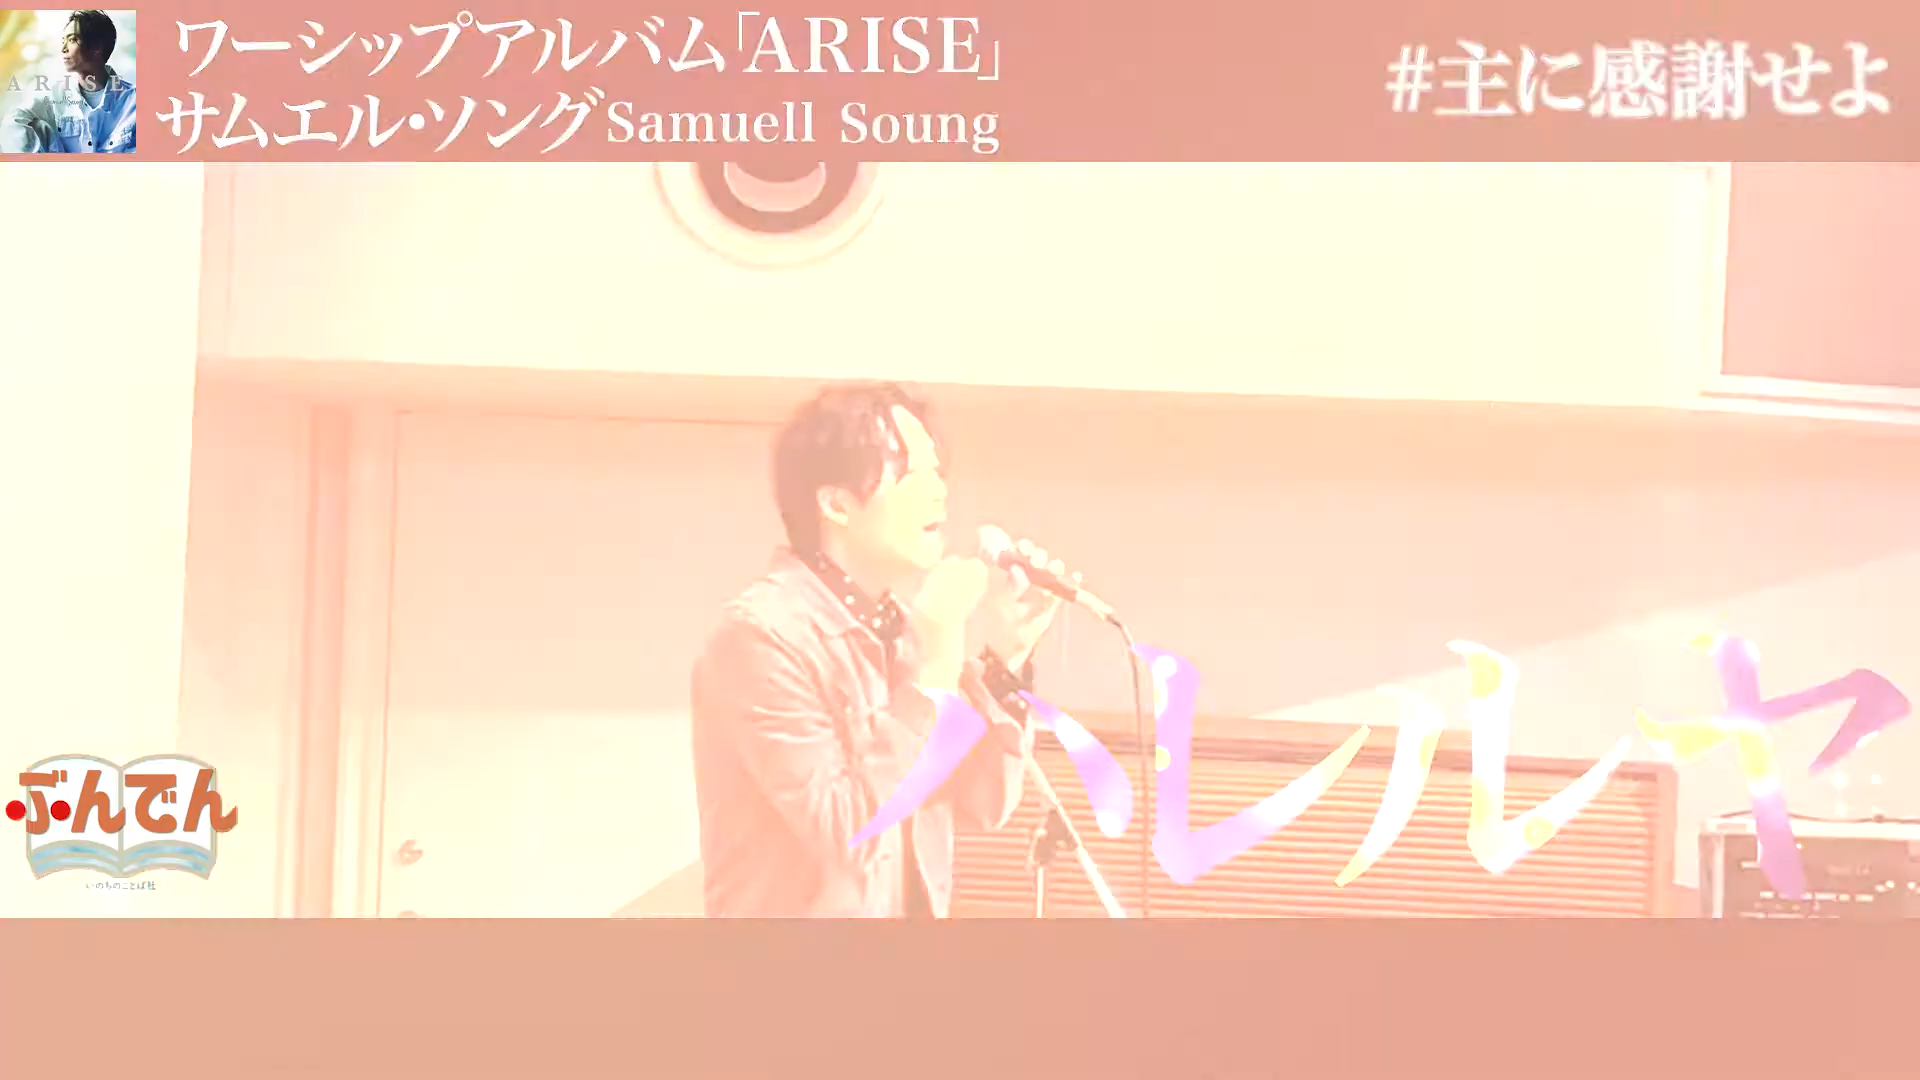 ワーシップアルバム「ARISE」
サムエル・ソングSamuell Soung
#主に感謝せよ
ARISE
ハレルヤ
ぶんでん
いのちのことば社